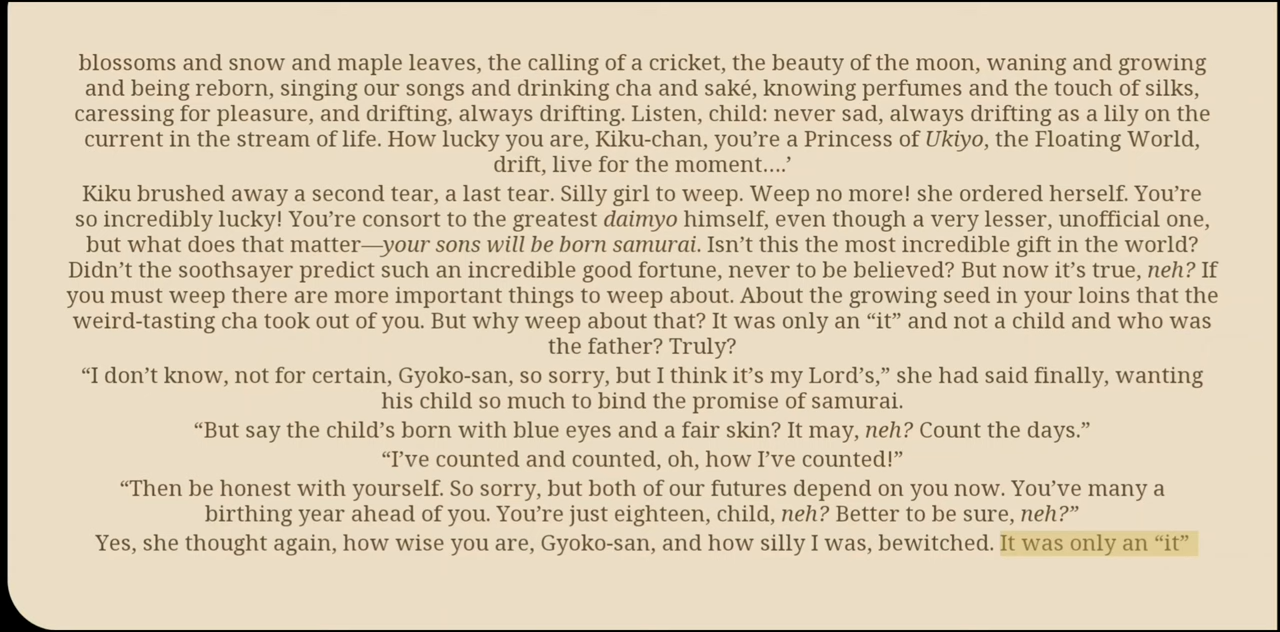 blossoms and snow and maple leaves, the calling of a cricket, the beauty of the moon, waning and growing
and being reborn, singing our songs and drinking cha and saké, knowing perfumes and the touch of silks,
caressing for pleasure, and drifting, always drifting. Listen, child: never sad, always drifting as a lily on the
current in the stream of life. How lucky you are, Kiku-chan, you’re a Princess of Ukiyo, the Floating World,
drift, live for the moment....’
Kiku brushed away a second tear, a last tear. Silly girl to weep. Weep no more! she ordered herself. You’re
so incredibly lucky! You’re consort to the greatest daimyo himself, even though a very lesser, unofficial one,
but what does that matter—your sons will be born samurai. Isn’t this the most incredible gift in the world?
Didn’t the soothsayer predict such an incredible good fortune, never to be believed? But now it’s true, neh? If
you must weep there are more important things to weep about. About the growing seed in your loins that the
weird-tasting cha took out of you. But why weep about that? It was only an “it” and not a child and who was
the father? Truly?
“I don’t know, not for certain, Gyoko-san, so sorry, but I think it’s my Lord’s,” she had said finally, wanting
his child so much to bind the promise of samurai.
“But say the child’s born with blue eyes and a fair skin? It may, neh? Count the days.”
“I’ve counted and counted, oh, how I’ve counted!”
“Then be honest with yourself. So sorry, but both of our futures depend on you now. You’ve many a
birthing year ahead of you. You’re just eighteen, child, neh? Better to be sure, neh?”
Yes, she thought again, how wise you are, Gyoko-san, and how silly I was, bewitched. It was only an “it”